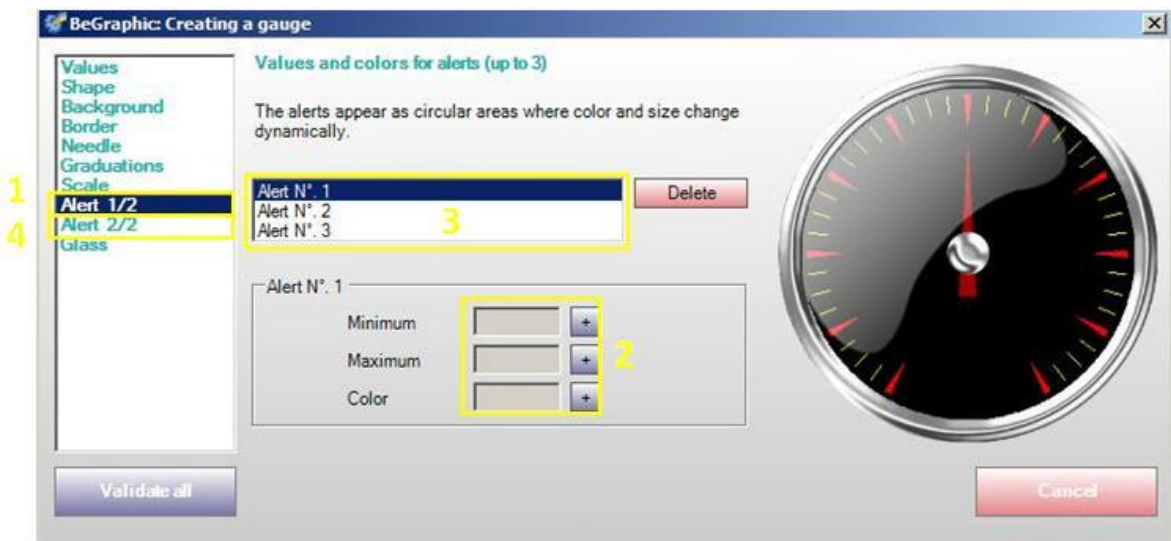 BeGraphic: Creating a gauge
Values
Shape
Background
Border
Needle
Graduations
Scale
1
Alert 1/2
4
Alert 2/2
Glass
Validate all
Values and colors for alerts (up to 3)
The alerts appear as circular areas where color and size change
dynamically.
Alert N°. 1
Alert N°. 2
Alert N°. 3
3
Delete
Alert N°. 1
Minimum +
Maximum +
2
Color +
Cancel